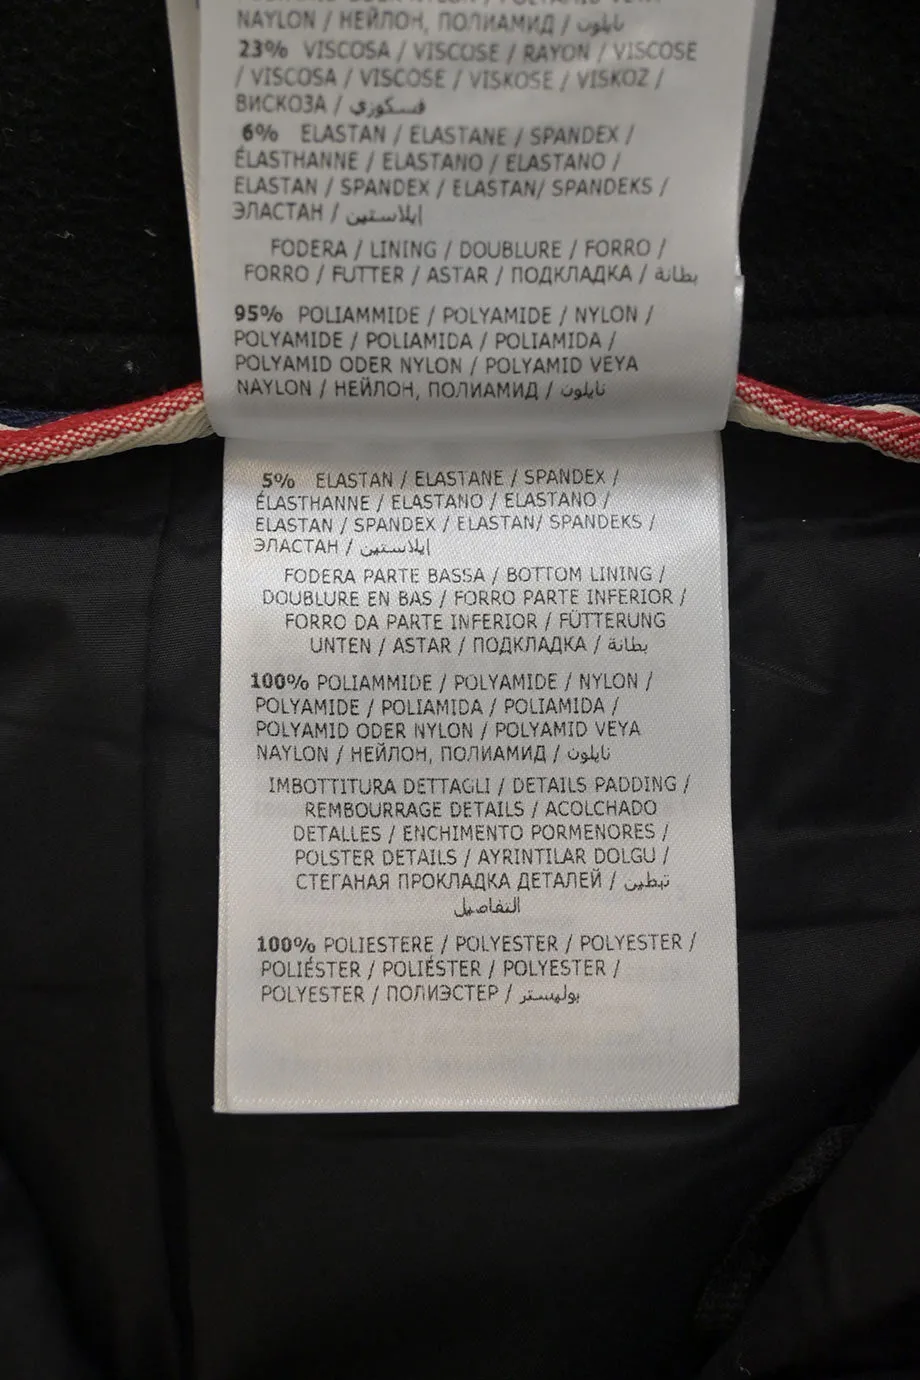 NAYLON / НЕЙЛОН, ПОЛИАМИД / نايلون
23% VISCOSA / VISCOSE / RAYON / VISCOSE
/ VISCOSA / VISCOSE / VISKOSE / VISKOZ /
ВИСКОЗА / فسكوزي
6% ELASTAN / ELASTANE / SPANDEX /
ÉLASTHANNE / ELASTANO / ELASTANO /
ELASTAN / SPANDEX / ELASTAN/ SPANDEKS /
ЭЛАСТАН / إيلاستين
FODERA / LINING / DOUBLURE / FORRO /
FORRO / FUTTER / ASTAR / ПОДКЛАДКА / بطانة
95% POLIAMMIDE / POLYAMIDE / NYLON /
POLYAMIDE / POLIAMIDA / POLIAMIDA /
POLYAMID ODER NYLON / POLYAMID VEYA
NAYLON / НЕЙЛОН, ПОЛИАМИД / نايلون
5% ELASTAN / ELASTANE / SPANDEX /
ÉLASTHANNE / ELASTANO / ELASTANO /
ELASTAN / SPANDEX / ELASTAN/ SPANDEKS /
ЭЛАСТАН / إيلاستين
FODERA PARTE BASSA / BOTTOM LINING /
DOUBLURE EN BAS / FORRO PARTE INFERIOR /
FORRO DA PARTE INFERIOR / FÜTTERUNG
UNTEN / ASTAR / ПОДКЛАДКА / بطانة
100% POLIAMMIDE / POLYAMIDE / NYLON /
POLYAMIDE / POLIAMIDA / POLIAMIDA /
POLYAMID ODER NYLON / POLYAMID VEYA
NAYLON / НЕЙЛОН, ПОЛИАМИД / نايلون
IMBOTTITURA DETTAGLI / DETAILS PADDING /
REMBOURRAGE DETAILS / ACOLCHADO
DETALLES / ENCHIMENTO PORMENORES /
POLSTER DETAILS / AYRINTILAR DOLGU /
СТЕГАНАЯ ПРОКЛАДКА ДЕТАЛЕЙ / تبطين
التفاصيل
100% POLIESTERE / POLYESTER / POLYESTER /
POLIÉSTER / POLIÉSTER / POLYESTER /
POLYESTER / ПОЛИЭСТЕР / بوليستر